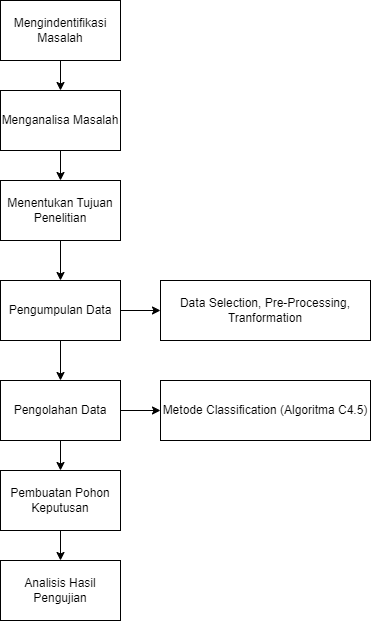 Mengindentifikasi
Masalah
Menganalisa Masalah
Menentukan Tujuan
Penelitian
Pengumpulan Data
Data Selection, Pre-Processing,
Tranformation
Pengolahan Data
Metode Classification (Algoritma C4.5)
Pembuatan Pohon
Keputusan
Analisis Hasil
Pengujian